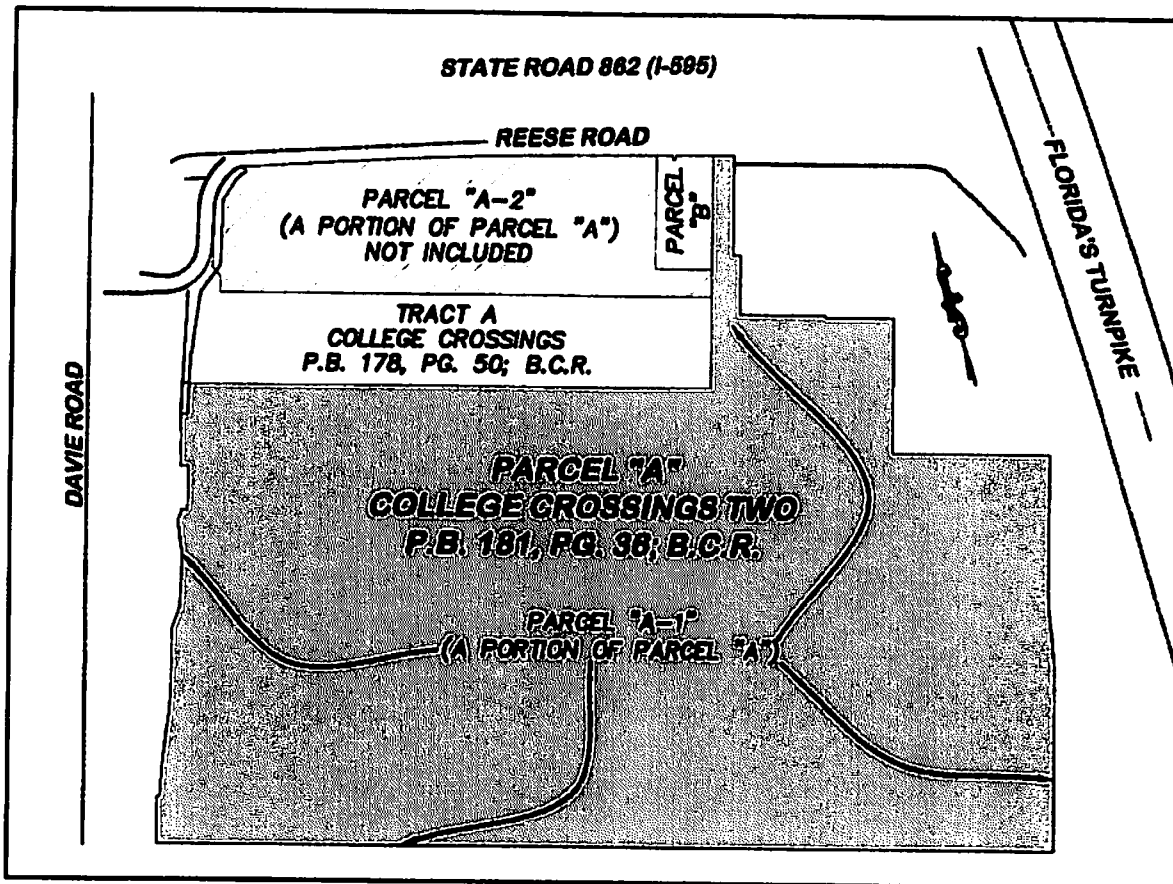 STATE ROAD 862 (I-595)
REESE ROAD
PARCEL "A-2"
(A PORTION OF PARCEL "A")
NOT INCLUDED
PARCEL
"B"
TRACT A
COLLEGE CROSSINGS
P.B. 178, PG. 50; B.C.R.
FLORIDA'S TURNPIKE
DAVIE ROAD
PARCEL "A"
COLLEGE CROSSINGS TWO
P.B. 181, PG. 36; B.C.R.
PARCEL "A-1"
(A PORTION OF PARCEL "A")